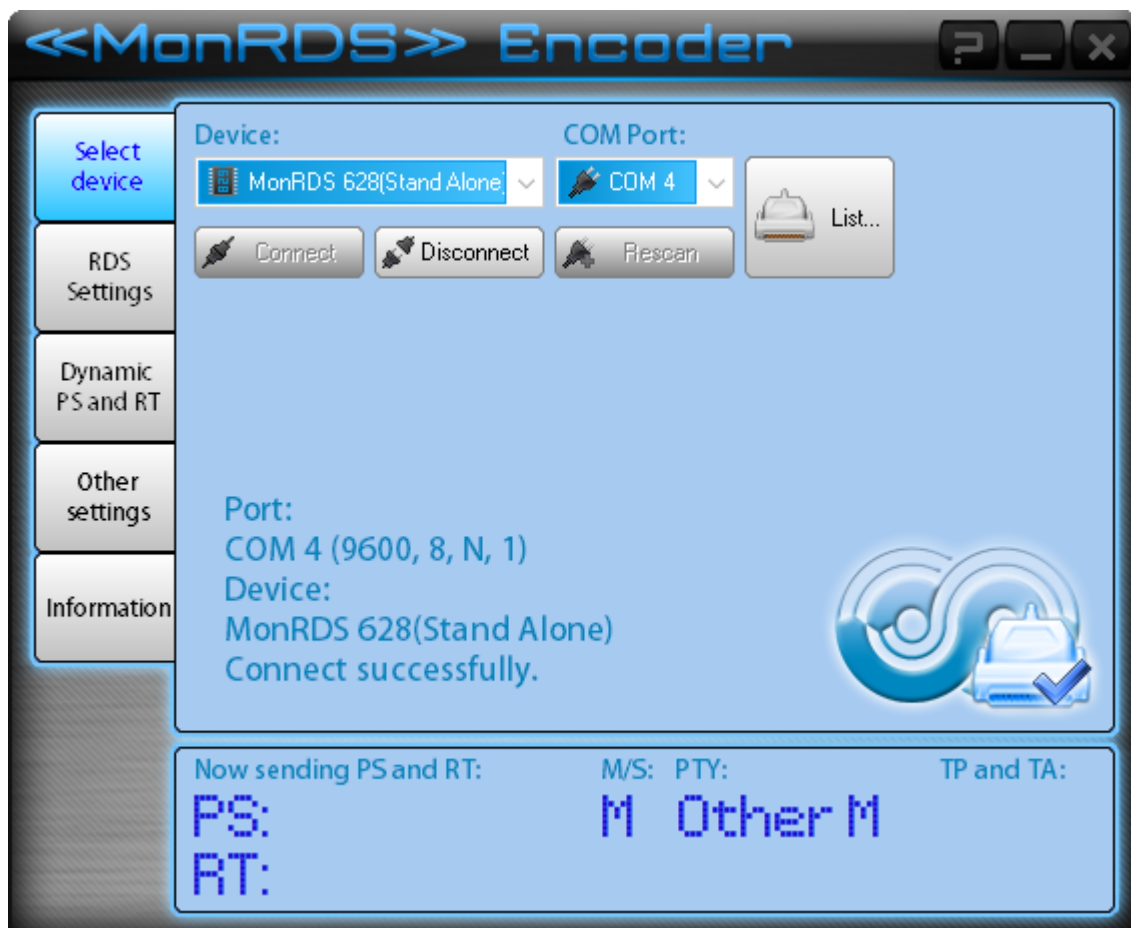 ≪MonRDS≫ Encoder
Select
device
RDS
Settings
Dynamic
PS and RT
Other
settings
Information
Device:
COM Port:
MonRDS 628(Stand Alone)
COM 4
List...
Connect
Disconnect
Rescan
Port:
COM 4 (9600, 8, N, 1)
Device:
MonRDS 628(Stand Alone)
Connect successfully.
Now sending PS and RT:
M/S:
PTY:
TP and TA:
PS:
M
Other M
RT: